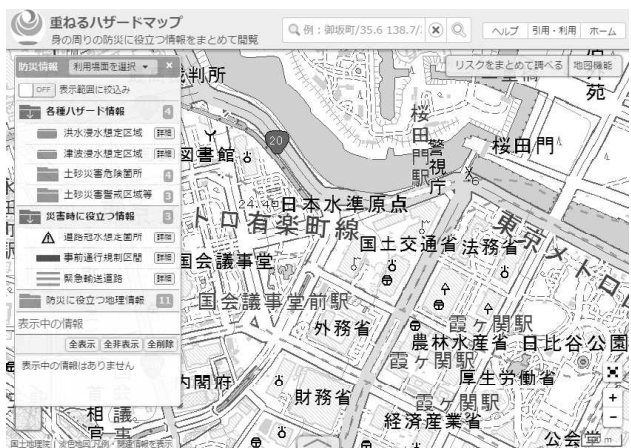 重ねるハザードマップ
身の周りの防災に役立つ情報をまとめて閲覧
例：御坂町/35.6 138.7/
ヘルプ
引用・利用
ホーム
防災情報
利用場面を選択
×
リスクをまとめて調べる
地図機能
OFF
表示範囲に絞込み
各種ハザード情報
4
洪水浸水想定区域
詳細
津波浸水想定区域
詳細
土砂災害危険箇所
4
土砂災害警戒区域等
3
災害時に役立つ情報
3
道路冠水想定箇所
詳細
事前通行規制区間
詳細
緊急輸送道路
詳細
防災に役立つ地理情報
11
表示中の情報
全表示
全非表示
全削除
表示中の情報はありません
判所
外苑
桜田門駅
警視庁
桜田門
図書館
20
日本水準原点
トロ有楽町線
国土交通省
法務省
東京メトロ
国会議事堂
国会議事堂前駅
外務省
霞ヶ関駅
農林水産省
日比谷公園
霞ヶ関駅
厚生労働省
内閣府
財務省
霞ヶ関駅
経済産業省
公会堂
+
−